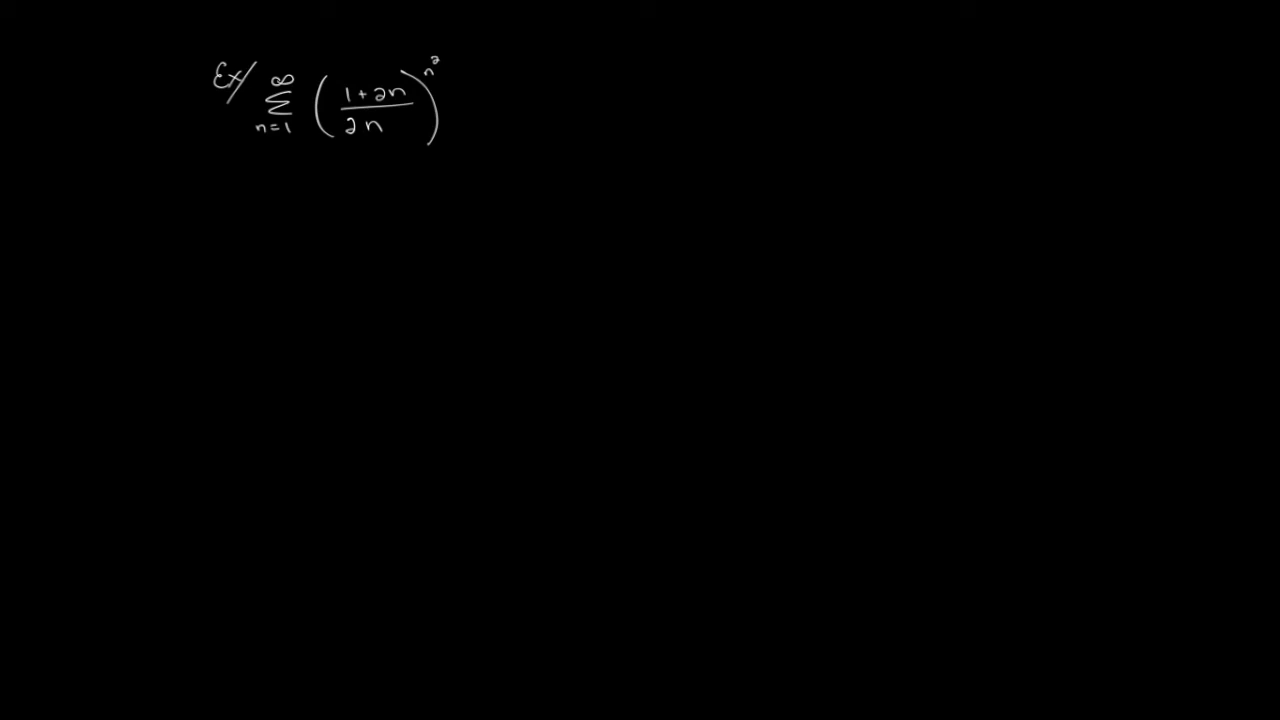 Ex/ ∑_{n=1}^{∞} ((1+2n)/(2n))^{n^2}